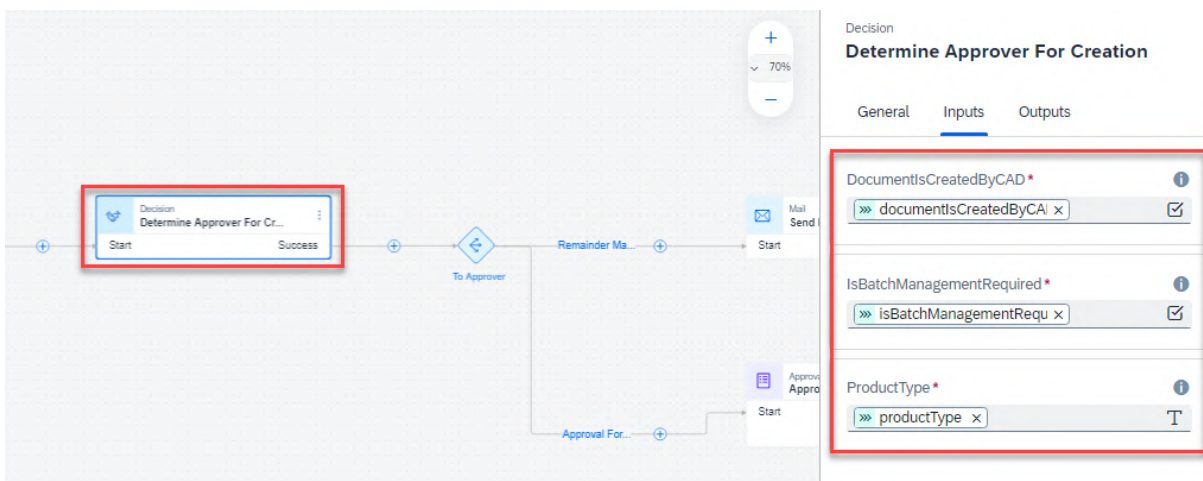 Decision
Determine Approver For Cr...
Start
Success
To Approver
Remainder Ma...
Approval For...
70%
Mail
Send
Start
Approva
Appro
Start
Decision
Determine Approver For Creation
General
Inputs
Outputs
DocumentIsCreatedByCAD*
documentIsCreatedByCAI x
IsBatchManagementRequired*
isBatchManagementRequ x
ProductType*
productType x